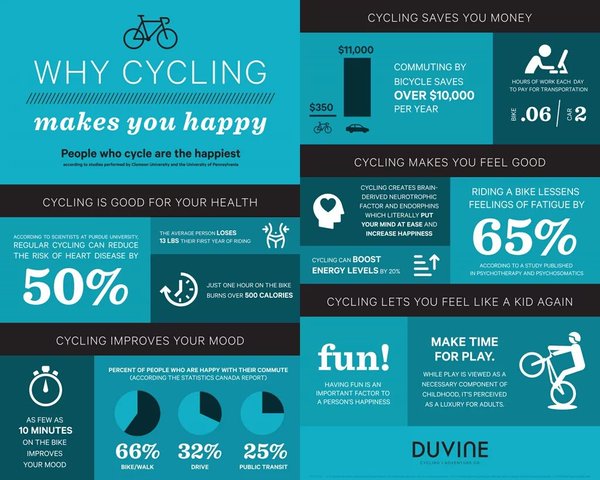 WHY CYCLING
makes you happy
People who cycle are the happiest
according to studies performed by Clemson University and the University of Pennsylvania
CYCLING IS GOOD FOR YOUR HEALTH
ACCORDING TO SCIENTISTS AT PURDUE UNIVERSITY,
REGULAR CYCLING CAN REDUCE
THE RISK OF HEART DISEASE BY
50%
THE AVERAGE PERSON LOSES
13 LBS THEIR FIRST YEAR OF RIDING
JUST ONE HOUR ON THE BIKE
BURNS OVER 500 CALORIES
CYCLING IMPROVES YOUR MOOD
AS FEW AS
10 MINUTES
ON THE BIKE
IMPROVES
YOUR MOOD
PERCENT OF PEOPLE WHO ARE HAPPY WITH THEIR COMMUTE
(ACCORDING THE STATISTICS CANADA REPORT)
66%
BIKE/WALK
32%
DRIVE
25%
PUBLIC TRANSIT
CYCLING SAVES YOU MONEY
$350
$11,000
COMMUTING BY
BICYCLE SAVES
OVER $10,000
PER YEAR
HOURS OF WORK EACH DAY
TO PAY FOR TRANSPORTATION
BIKE .06 / CAR 2
CYCLING MAKES YOU FEEL GOOD
CYCLING CREATES BRAIN-
DERIVED NEUROTROPHIC
FACTOR AND ENDORPHINS
WHICH LITERALLY PUT
YOUR MIND AT EASE AND
INCREASE HAPPINESS
CYCLING CAN BOOST
ENERGY LEVELS BY 20%
RIDING A BIKE LESSENS
FEELINGS OF FATIGUE BY
65%
ACCORDING TO A STUDY PUBLISHED
IN PSYCHOTHERAPY AND PSYCHOSOMATICS
CYCLING LETS YOU FEEL LIKE A KID AGAIN
fun!
HAVING FUN IS AN
IMPORTANT FACTOR TO
A PERSON'S HAPPINESS
MAKE TIME
FOR PLAY.
WHILE PLAY IS VIEWED AS A
NECESSARY COMPONENT OF
CHILDHOOD, IT'S PERCEIVED
AS A LUXURY FOR ADULTS.
DUVINE
CYCLING + ADVENTURE CO.